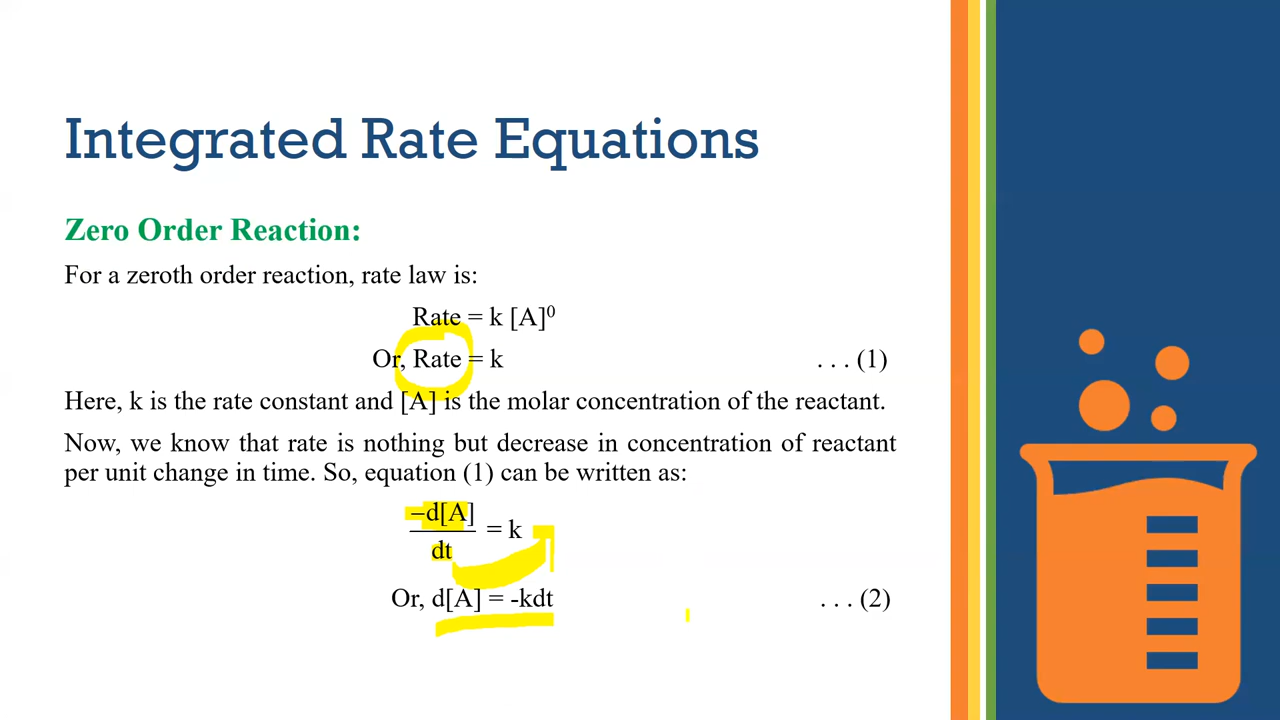 Integrated Rate Equations
Zero Order Reaction:
For a zeroth order reaction, rate law is:
Rate = k [A]⁰
Or, Rate = k . . . (1)
Here, k is the rate constant and [A] is the molar concentration of the reactant.
Now, we know that rate is nothing but decrease in concentration of reactant
per unit change in time. So, equation (1) can be written as:
−d[A]
= k
dt
Or, d[A] = -kdt . . . (2)